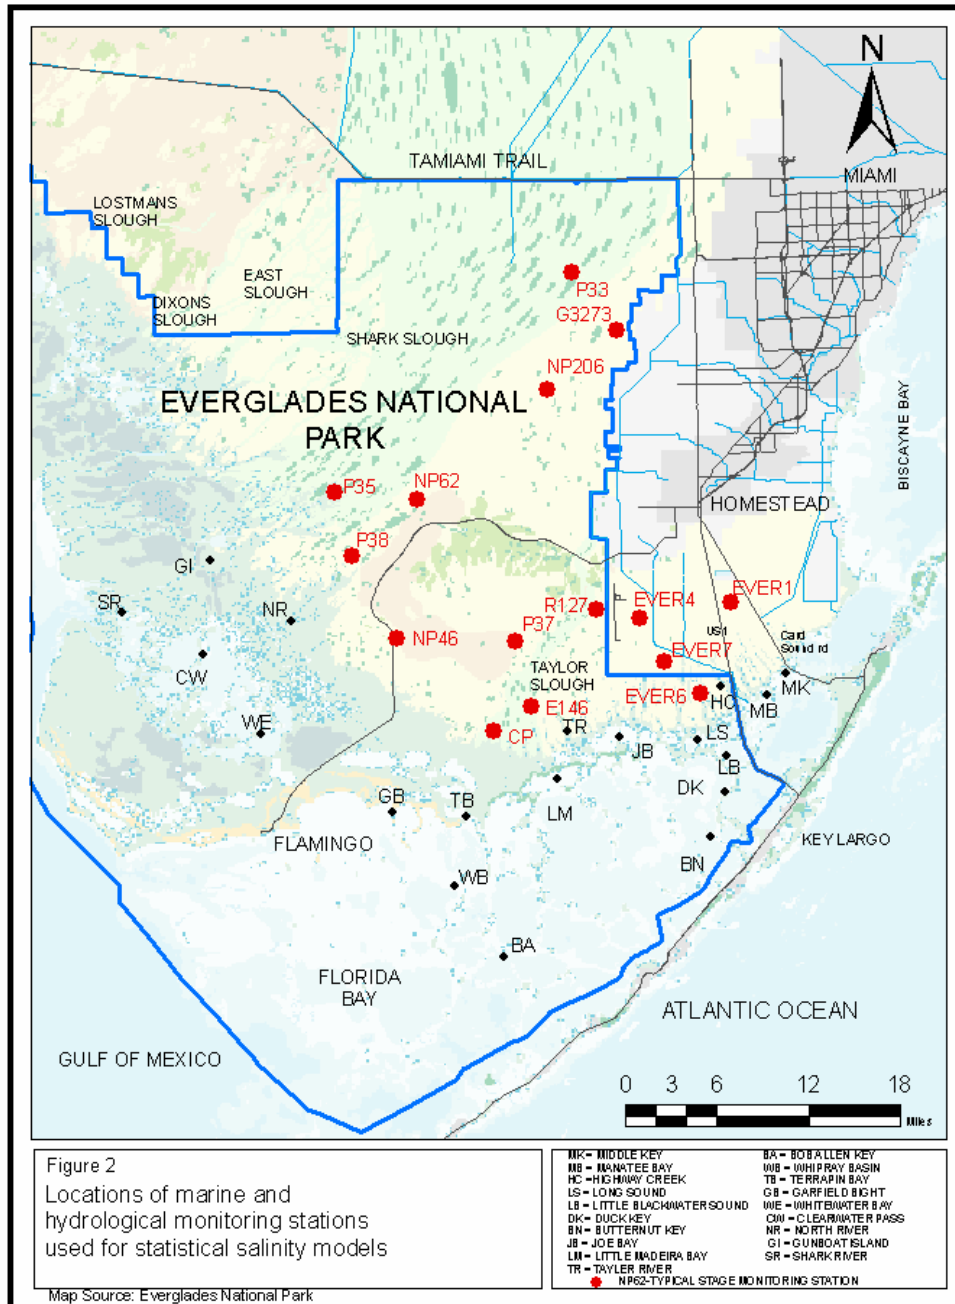 N
TAMIAMI TRAIL
MIAMI
LOSTMANS
SLOUGH
EAST
SLOUGH
P33
DIXONS
SLOUGH
G3273
SHARK SLOUGH
NP206
EVERGLADES NATIONAL
PARK
BISCAYNE BAY
P35
NP62
HOMESTEAD
P38
GI
EVER1
SR
NR
R127
EVER4
P37
US1
Card
Sound rd
NP46
EVER7
CW
TAYLOR
SLOUGH
MK
EVER6
HC
MB
WE
E146
TR
CP
JB
LS
LB
DK
GB
TB
LM
FLAMINGO
KEY LARGO
BN
WB
BA
FLORIDA
BAY
ATLANTIC OCEAN
GULF OF MEXICO
0 3 6 12 18
Miles
Figure 2
Locations of marine and
hydrological monitoring stations
used for statistical salinity models
MK = MIDDLE KEY
MB = MANATEE BAY
HC = HIGHWAY CREEK
LS = LONG SOUND
LB = LITTLE BLACKWATER SOUND
DK = DUCK KEY
BN = BUTTERNUT KEY
JB = JOE BAY
LM = LITTLE MADEIRA BAY
TR = TAYLER RIVER
BA = BOB ALLEN KEY
WB = WHIPRAY BASIN
TB = TERRAPIN BAY
GB = GARFIELD BIGHT
WE = WHITEWATER BAY
CW = CLEARWATER PASS
NR = NORTH RIVER
GI = GUNBOAT ISLAND
SR = SHARK RIVER
NP62-TYPICAL STAGE MONITORING STATION
Map Source: Everglades National Park